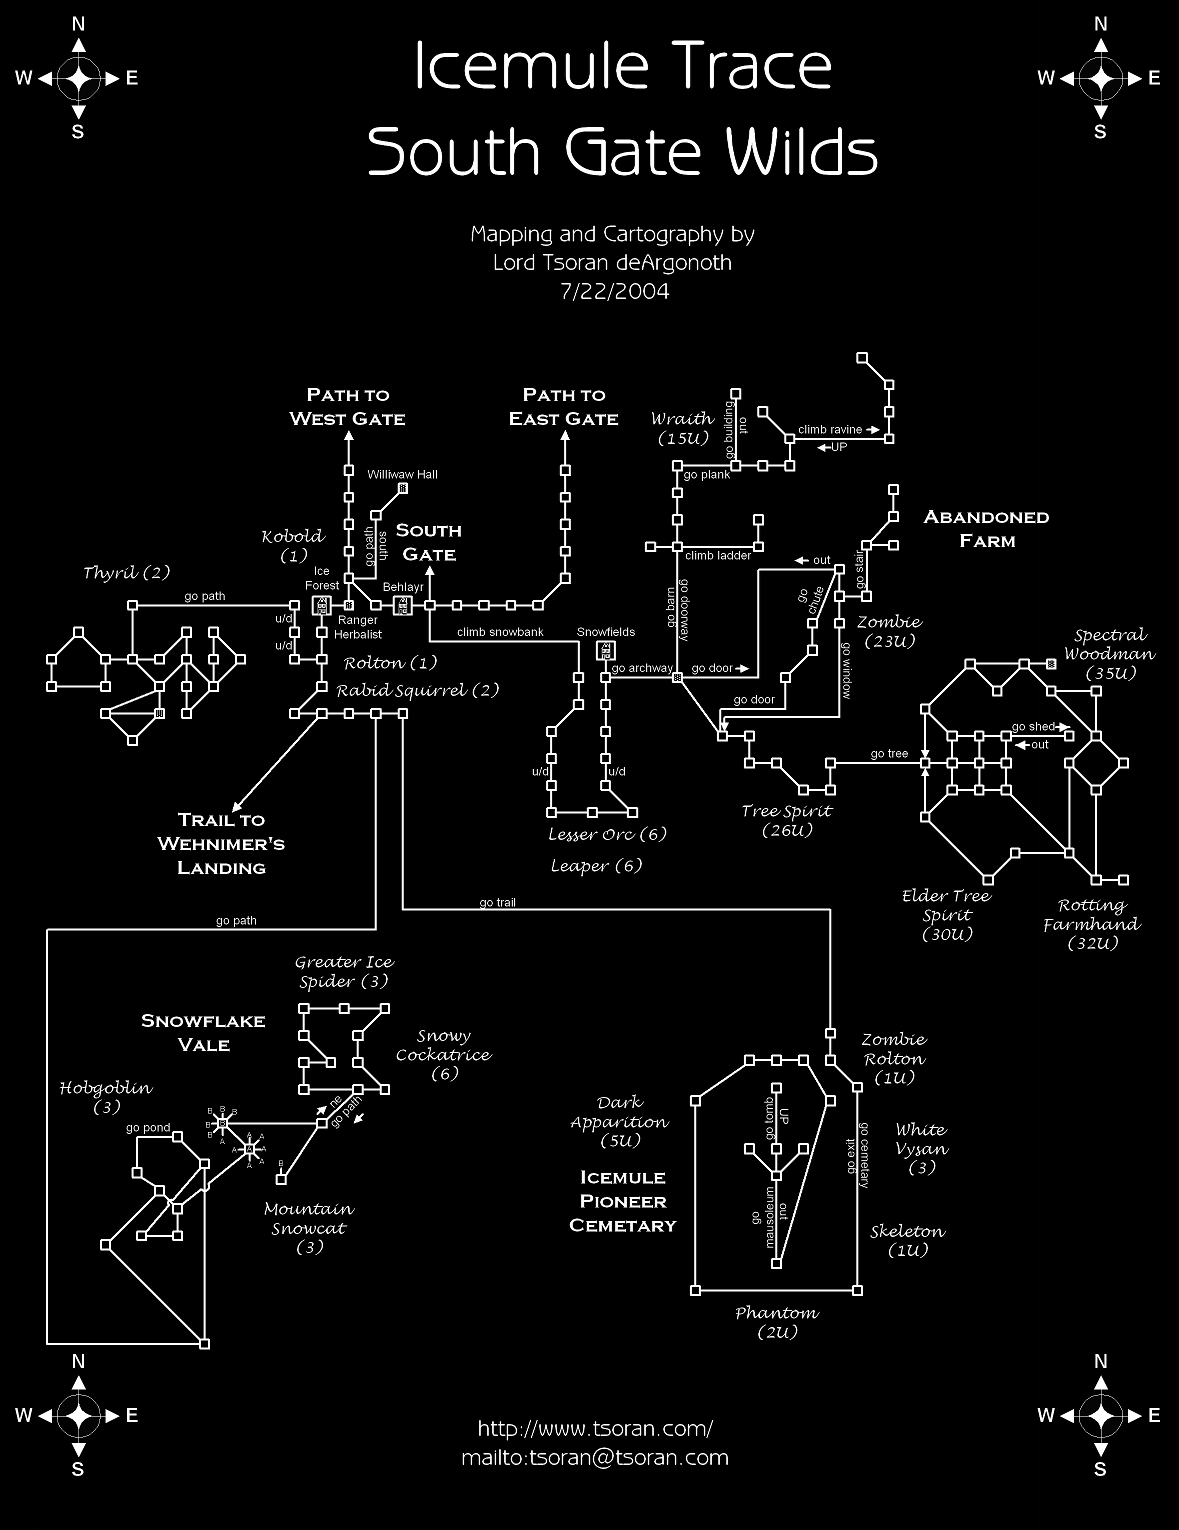 N
W E
S
N
W E
S
Icemule Trace
South Gate Wilds
Mapping and Cartography by
Lord Tsoran deArgonoth
7/22/2004
Path to
West Gate
Path to
East Gate
Williwaw Hall
go path
south
South
Gate
Kobold
(1)
Ice
Forest
Behlayr
Ranger
Herbalist
Thyril (2)
go path
u/d
u/d
Rolton (1)
Rabid Squirrel (2)
climb snowbank
Snowfields
go archway
u/d
u/d
Lesser Orc (6)
Leaper (6)
Trail to
Wehnimer's
Landing
Wraith
(15U)
go building
out
climb ravine
UP
go plank
climb ladder
go barn
go doorway
Abandoned
Farm
out
go stair
go
chute
Zombie
(23U)
go window
go door
go door
Tree Spirit
(26U)
go tree
Spectral
Woodman
(35U)
go shed
out
Elder Tree
Spirit
(30U)
Rotting
Farmhand
(32U)
go trail
go path
Greater Ice
Spider (3)
Snowflake
Vale
Snowy
Cockatrice
(6)
Hobgoblin
(3)
go pond
B
B
B
B
B
B
A
A
A
A
A
A
A
B
ne
go path
Mountain
Snowcat
(3)
Zombie
Rolton
(1U)
Dark
Apparition
(5U)
go tomb
UP
go exit
go cemetary
White
Vysan
(3)
Icemule
Pioneer
Cemetary
go
mausoleum
out
Skeleton
(1U)
Phantom
(2U)
N
W E
S
N
W E
S
http://www.tsoran.com/
mailto:tsoran@tsoran.com